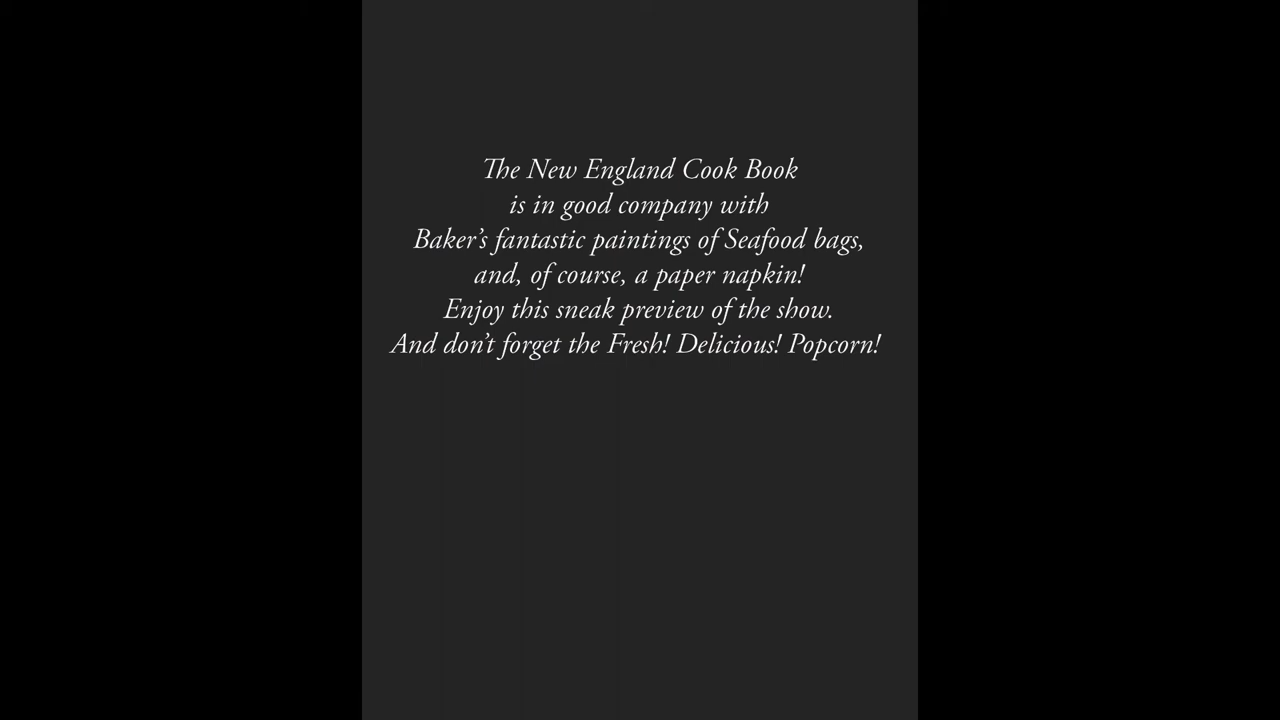 The New England Cook Book
is in good company with
Baker’s fantastic paintings of Seafood bags,
and, of course, a paper napkin!
Enjoy this sneak preview of the show.
And don’t forget the Fresh! Delicious! Popcorn!